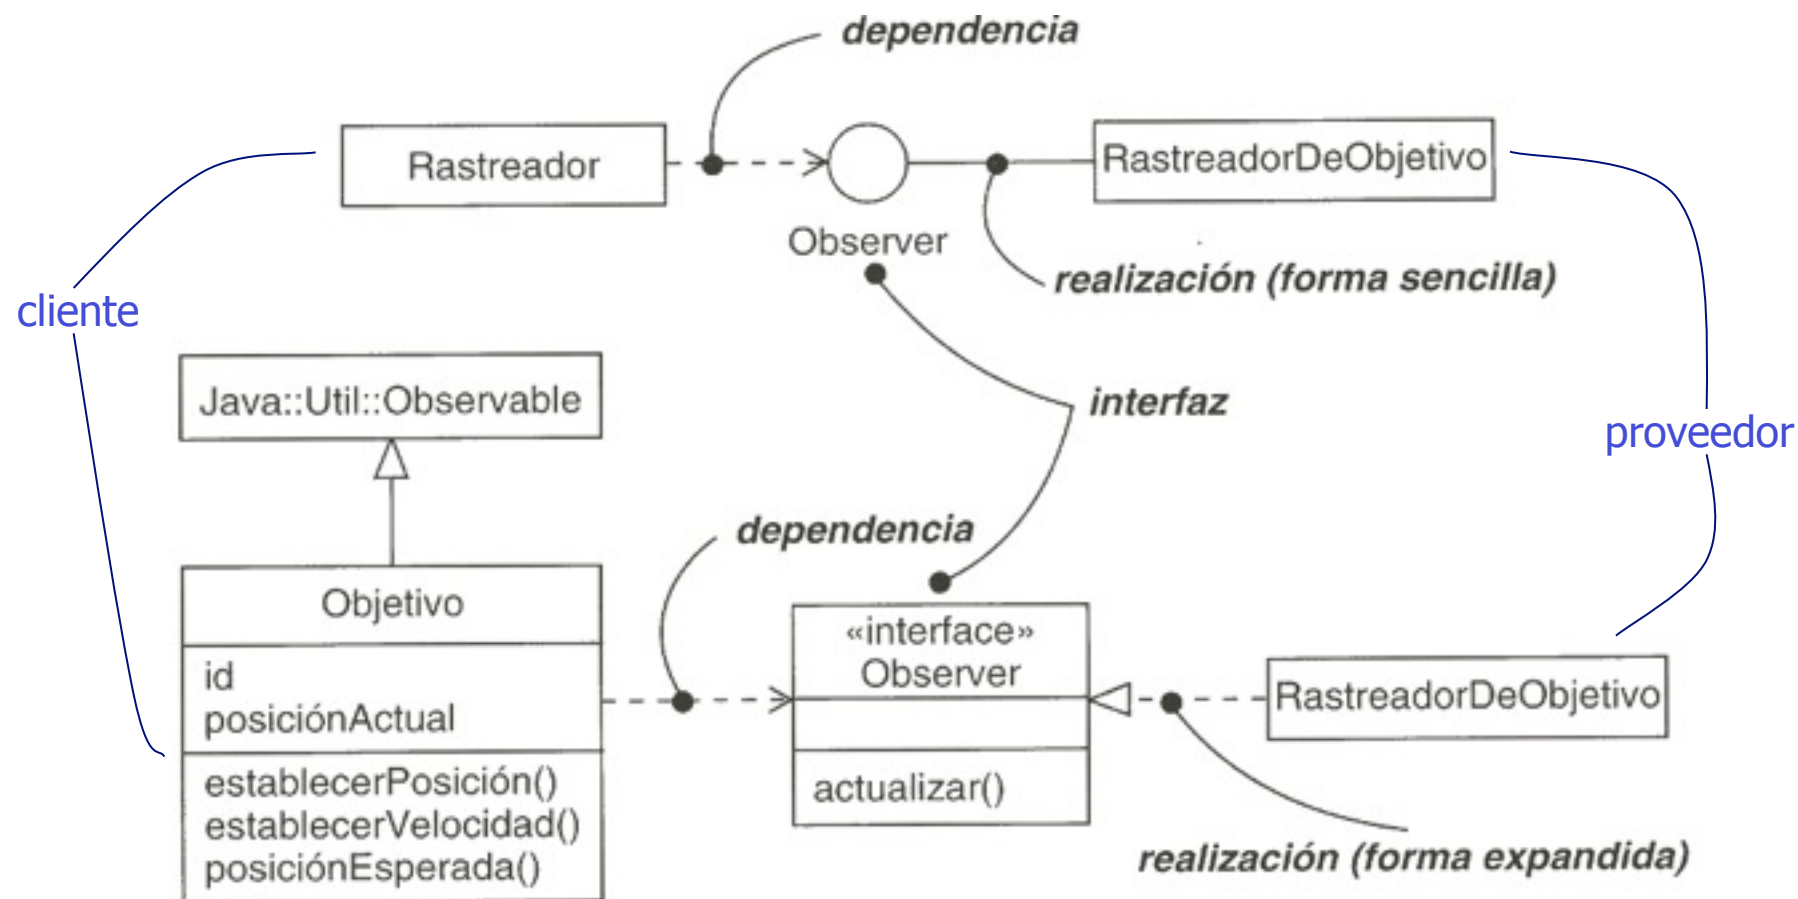 dependencia
Rastreador
RastreadorDeObjetivo
Observer
realización (forma sencilla)
cliente
Java::Util::Observable
interfaz
proveedor
dependencia
Objetivo
id
posiciónActual
establecerPosición()
establecerVelocidad()
posiciónEsperada()
«interface»
Observer
actualizar()
RastreadorDeObjetivo
realización (forma expandida)